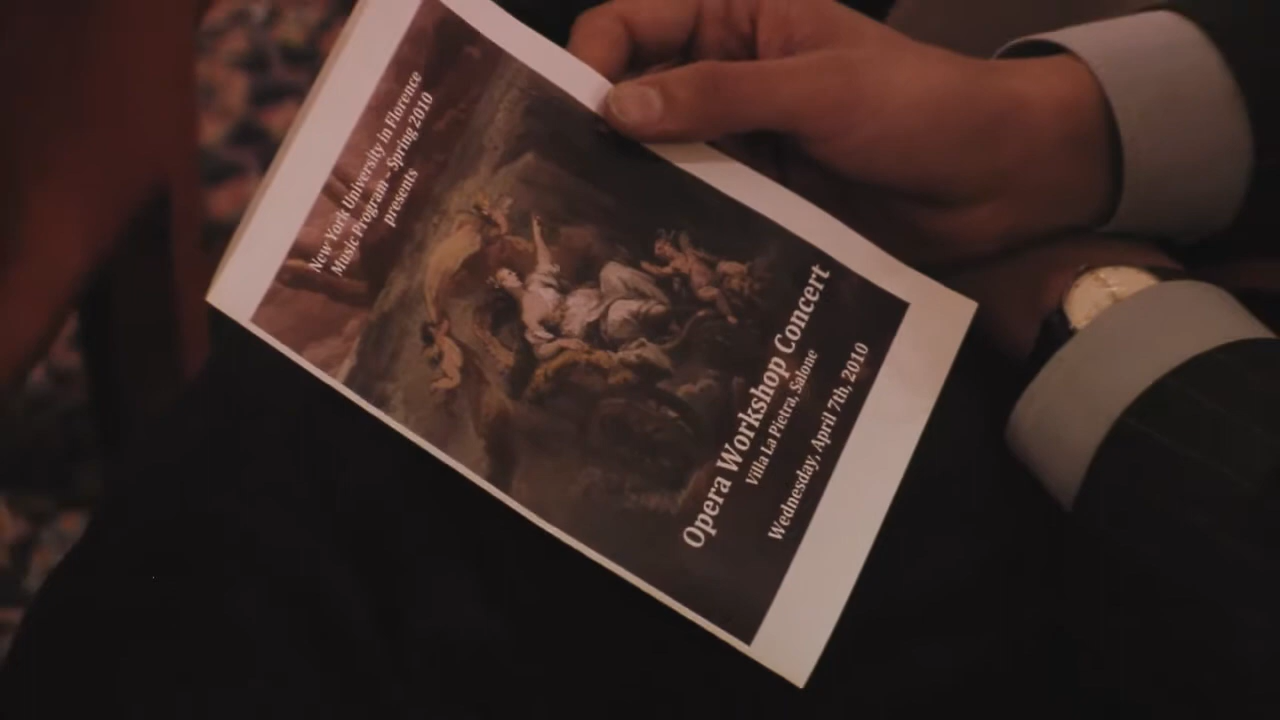 New York University in Florence
Music Program – Spring 2010
presents
Opera Workshop Concert
Villa La Pietra, Salone
Wednesday, April 7th, 2010